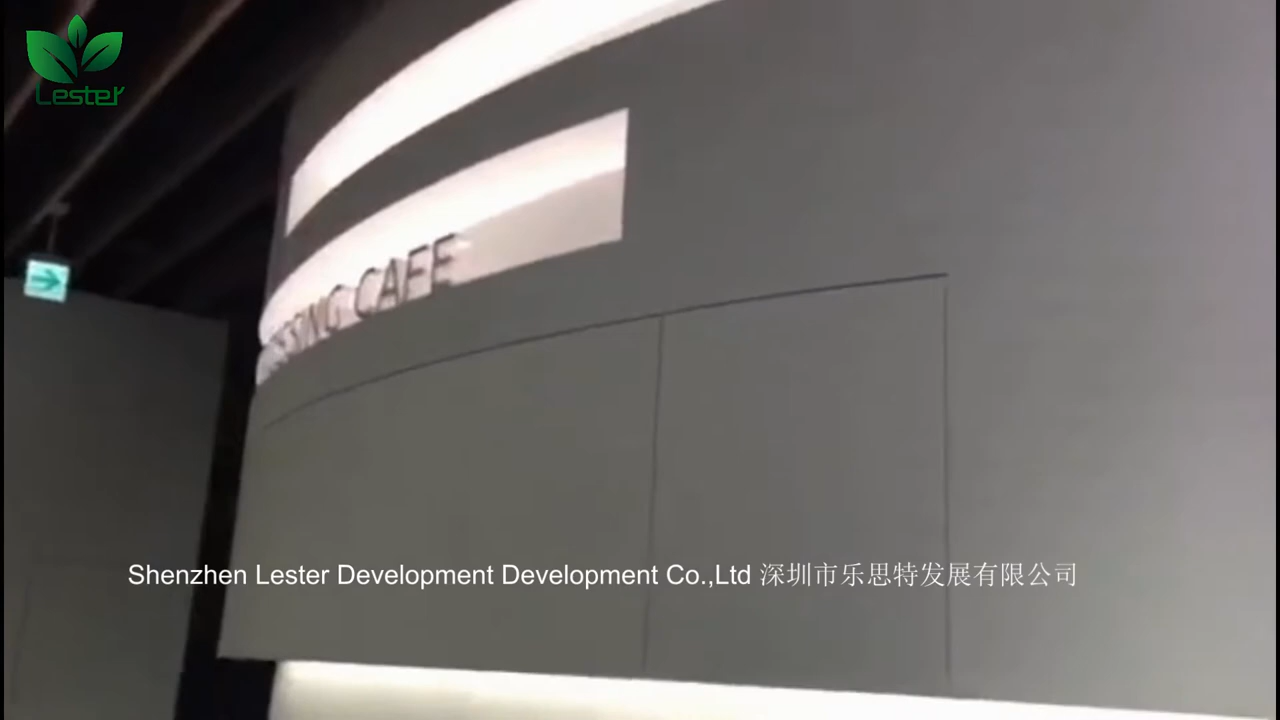 Lester
CAFE
Shenzhen Lester Development Development Co.,Ltd 深圳市乐思特发展有限公司